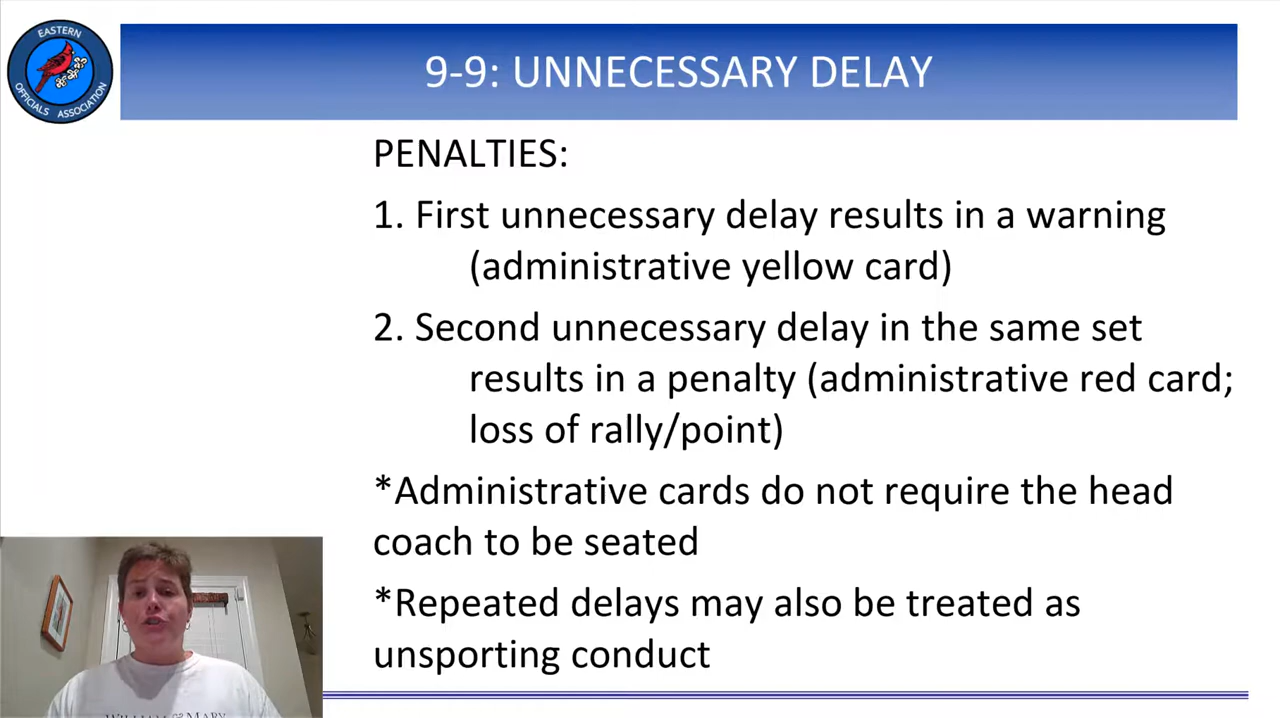 EASTERN
OFFICIALS ASSOCIATION
9-9: UNNECESSARY DELAY
PENALTIES:
1. First unnecessary delay results in a warning
(administrative yellow card)
2. Second unnecessary delay in the same set
results in a penalty (administrative red card;
loss of rally/point)
*Administrative cards do not require the head
coach to be seated
*Repeated delays may also be treated as
unsporting conduct
WILLIAM & MARY